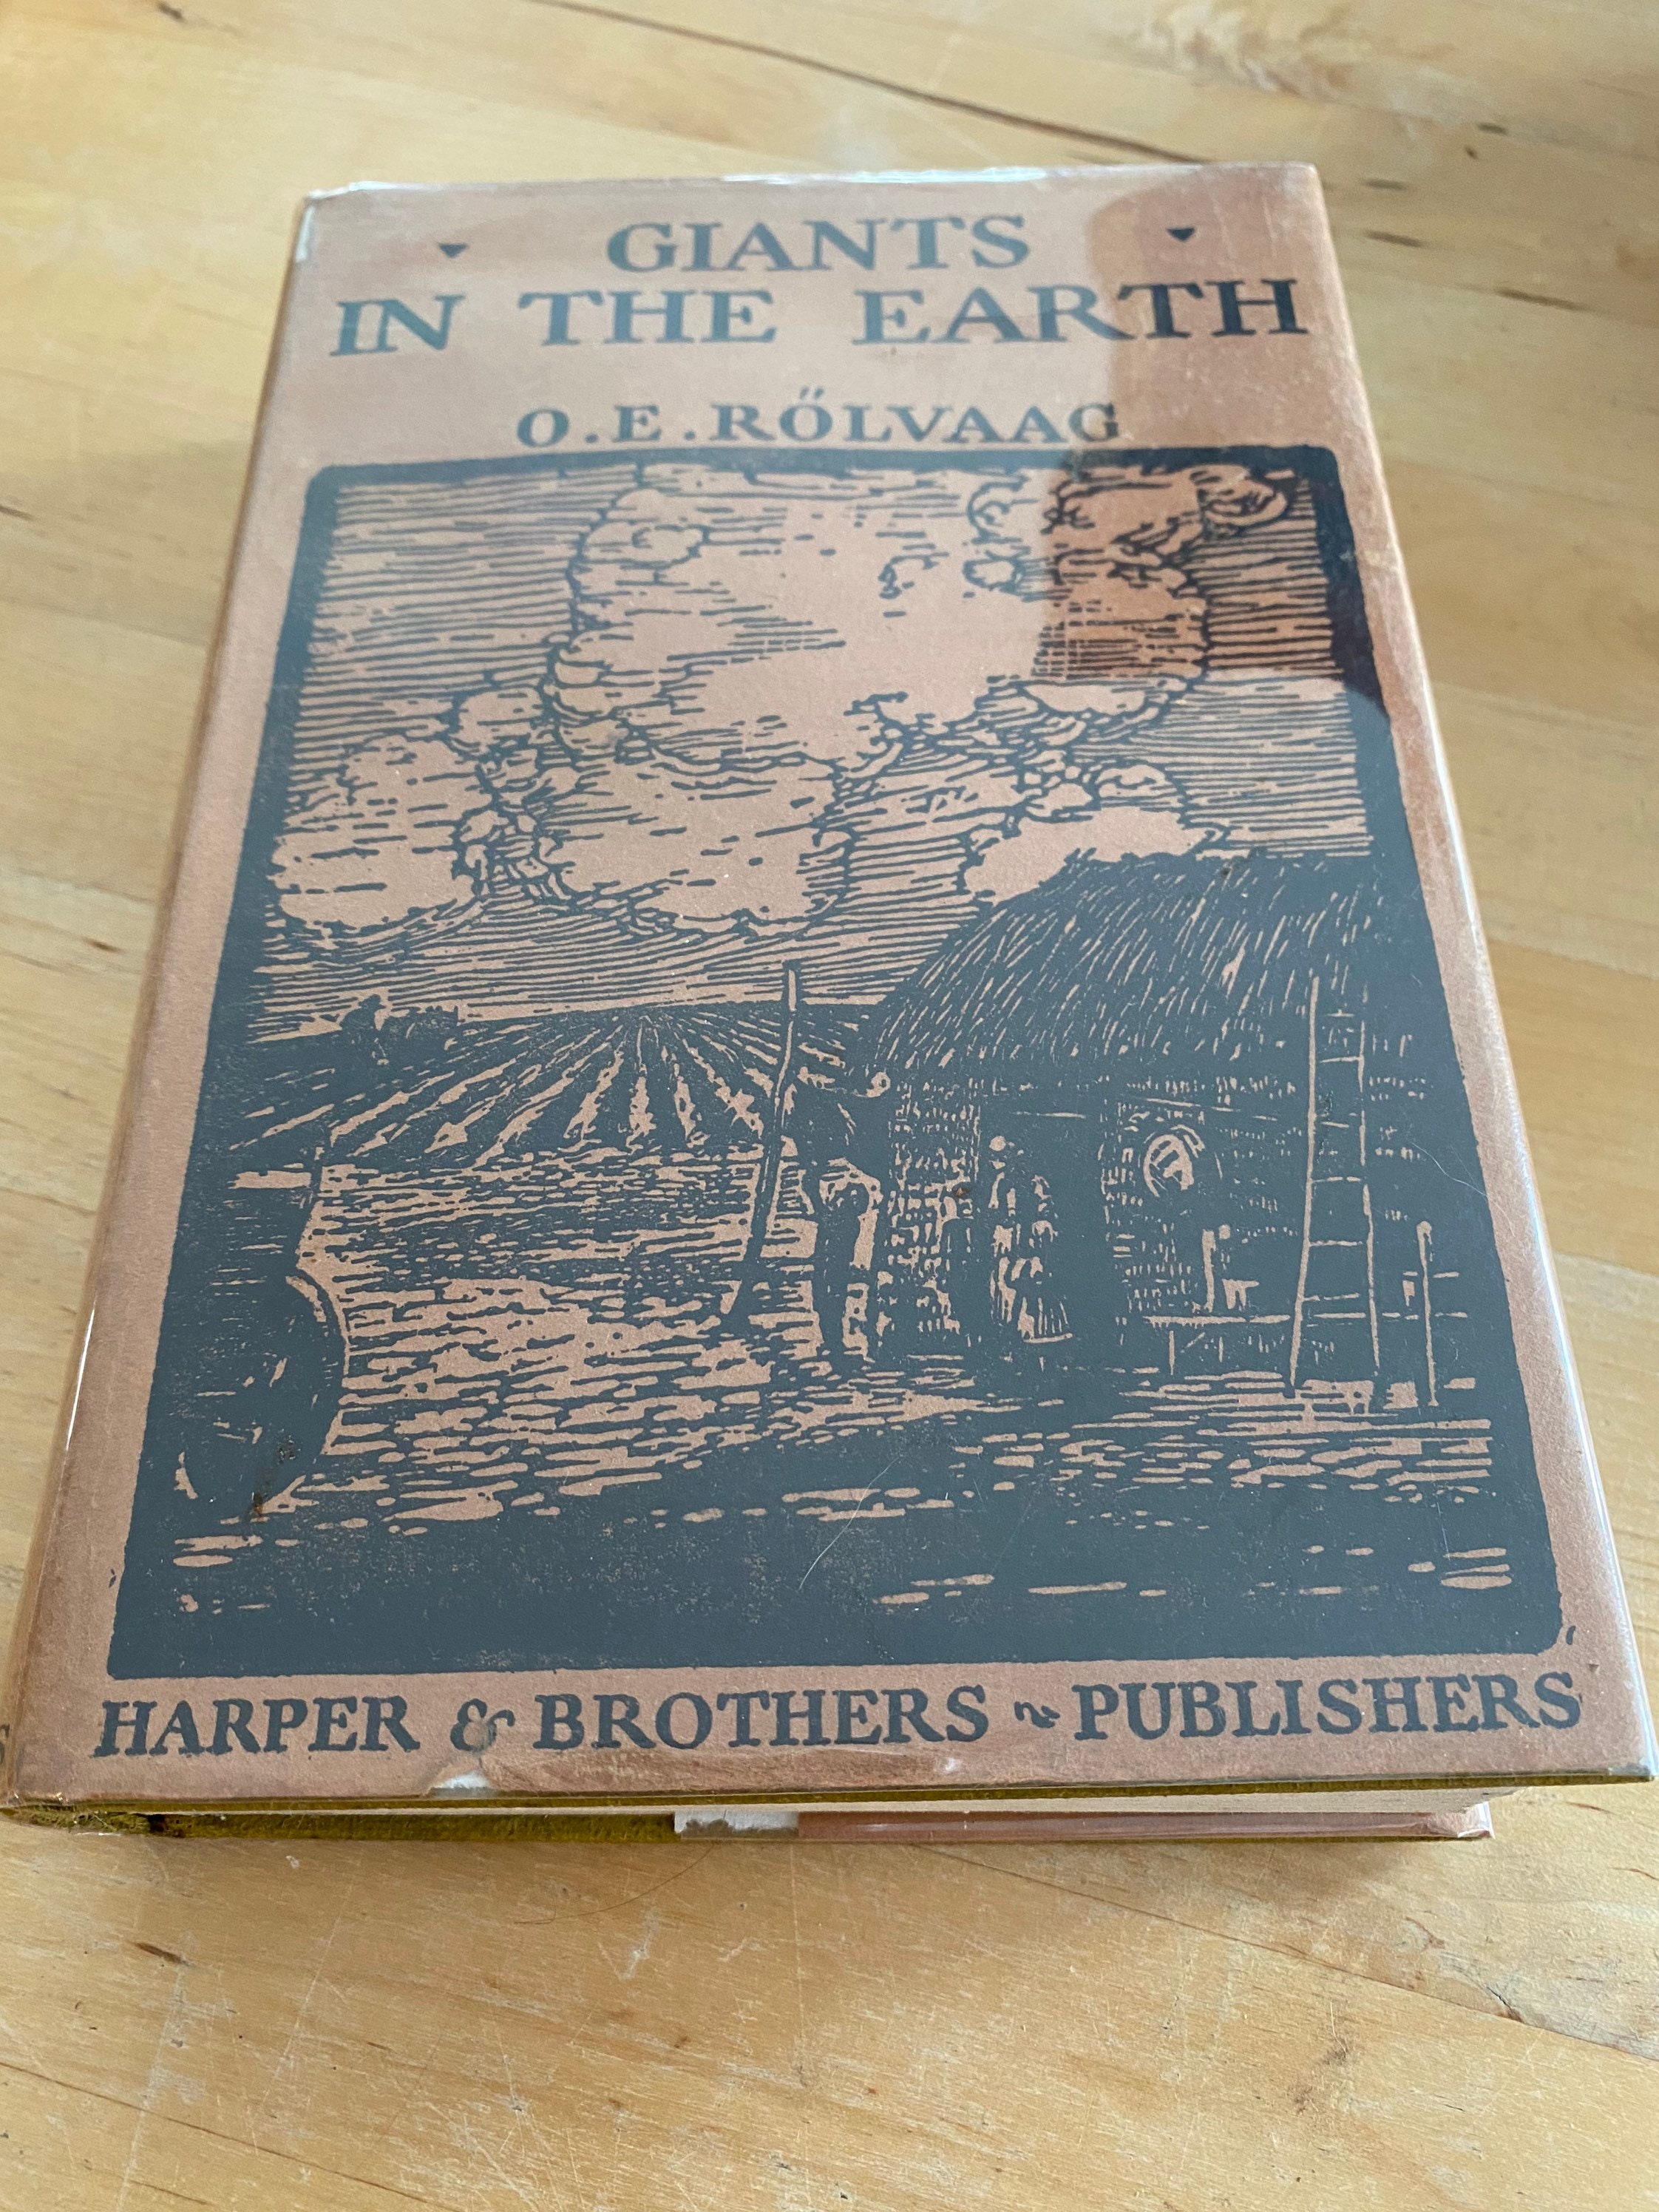 GIANTS
IN THE EARTH
O.E.RŐLVAAG
HARPER & BROTHERS ~ PUBLISHERS